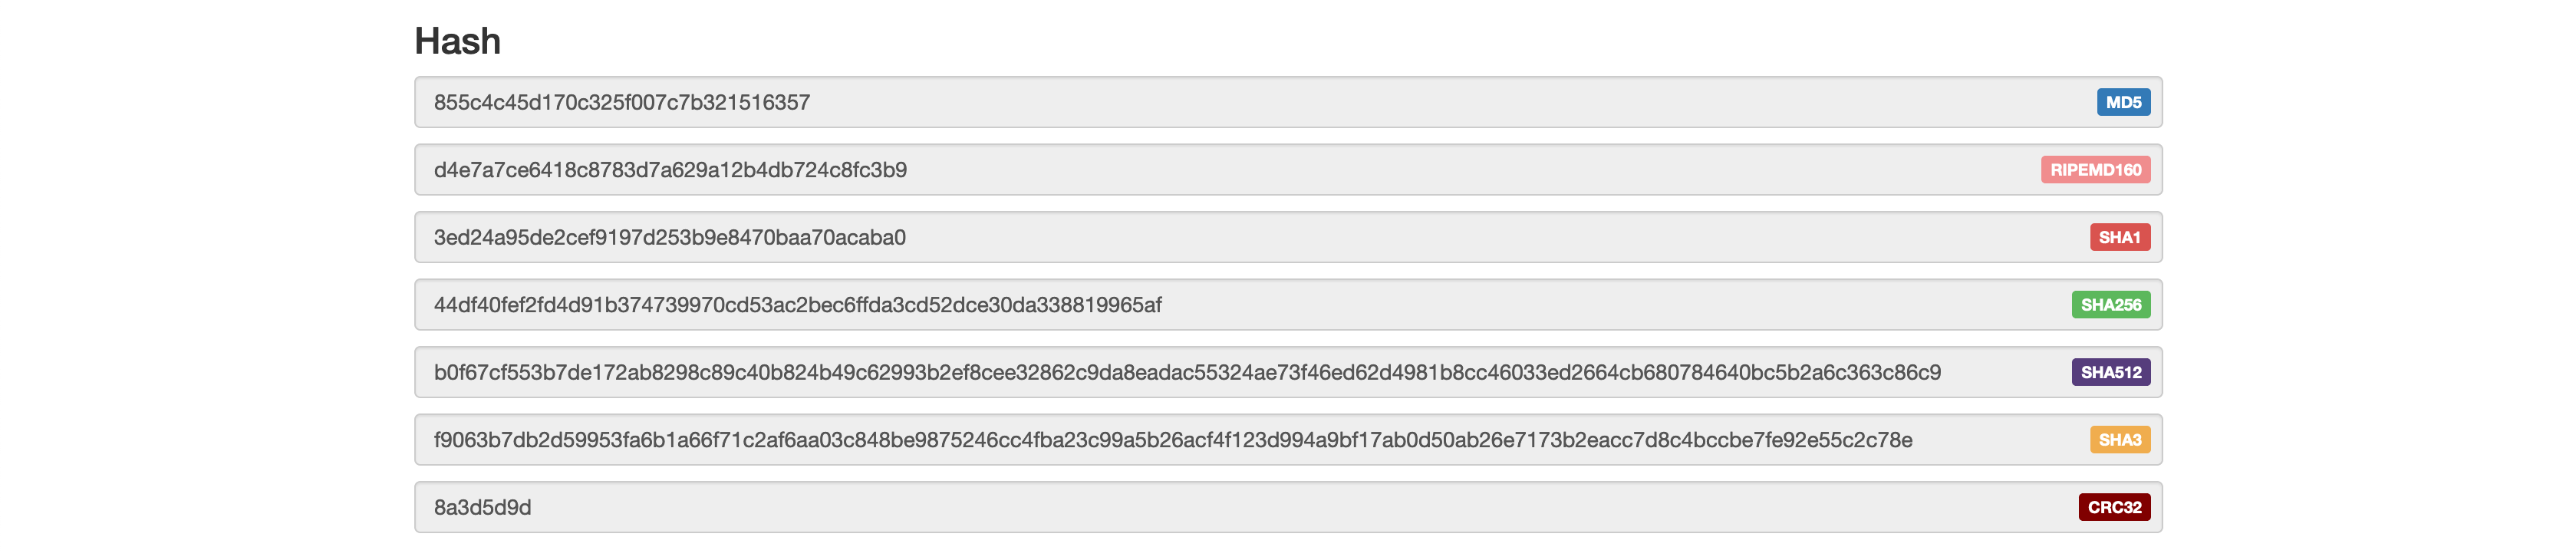 Hash
855c4c45d170c325f007c7b321516357 MD5
d4e7a7ce6418c8783d7a629a12b4db724c8fc3b9 RIPEMD160
3ed24a95de2cef9197d253b9e8470baa70acaba0 SHA1
44df40fef2fd4d91b374739970cd53ac2bec6ffda3cd52dce30da338819965af SHA256
b0f67cf553b7de172ab8298c89c40b824b49c62993b2ef8cee32862c9da8eadac55324ae73f46ed62d4981b8cc46033ed2664cb680784640bc5b2a6c363c86c9 SHA512
f9063b7db2d59953fa6b1a66f71c2af6aa03c848be9875246cc4fba23c99a5b26acf4f123d994a9bf17ab0d50ab26e7173b2eacc7d8c4bccbe7fe92e55c2c78e SHA3
8a3d5d9d CRC32